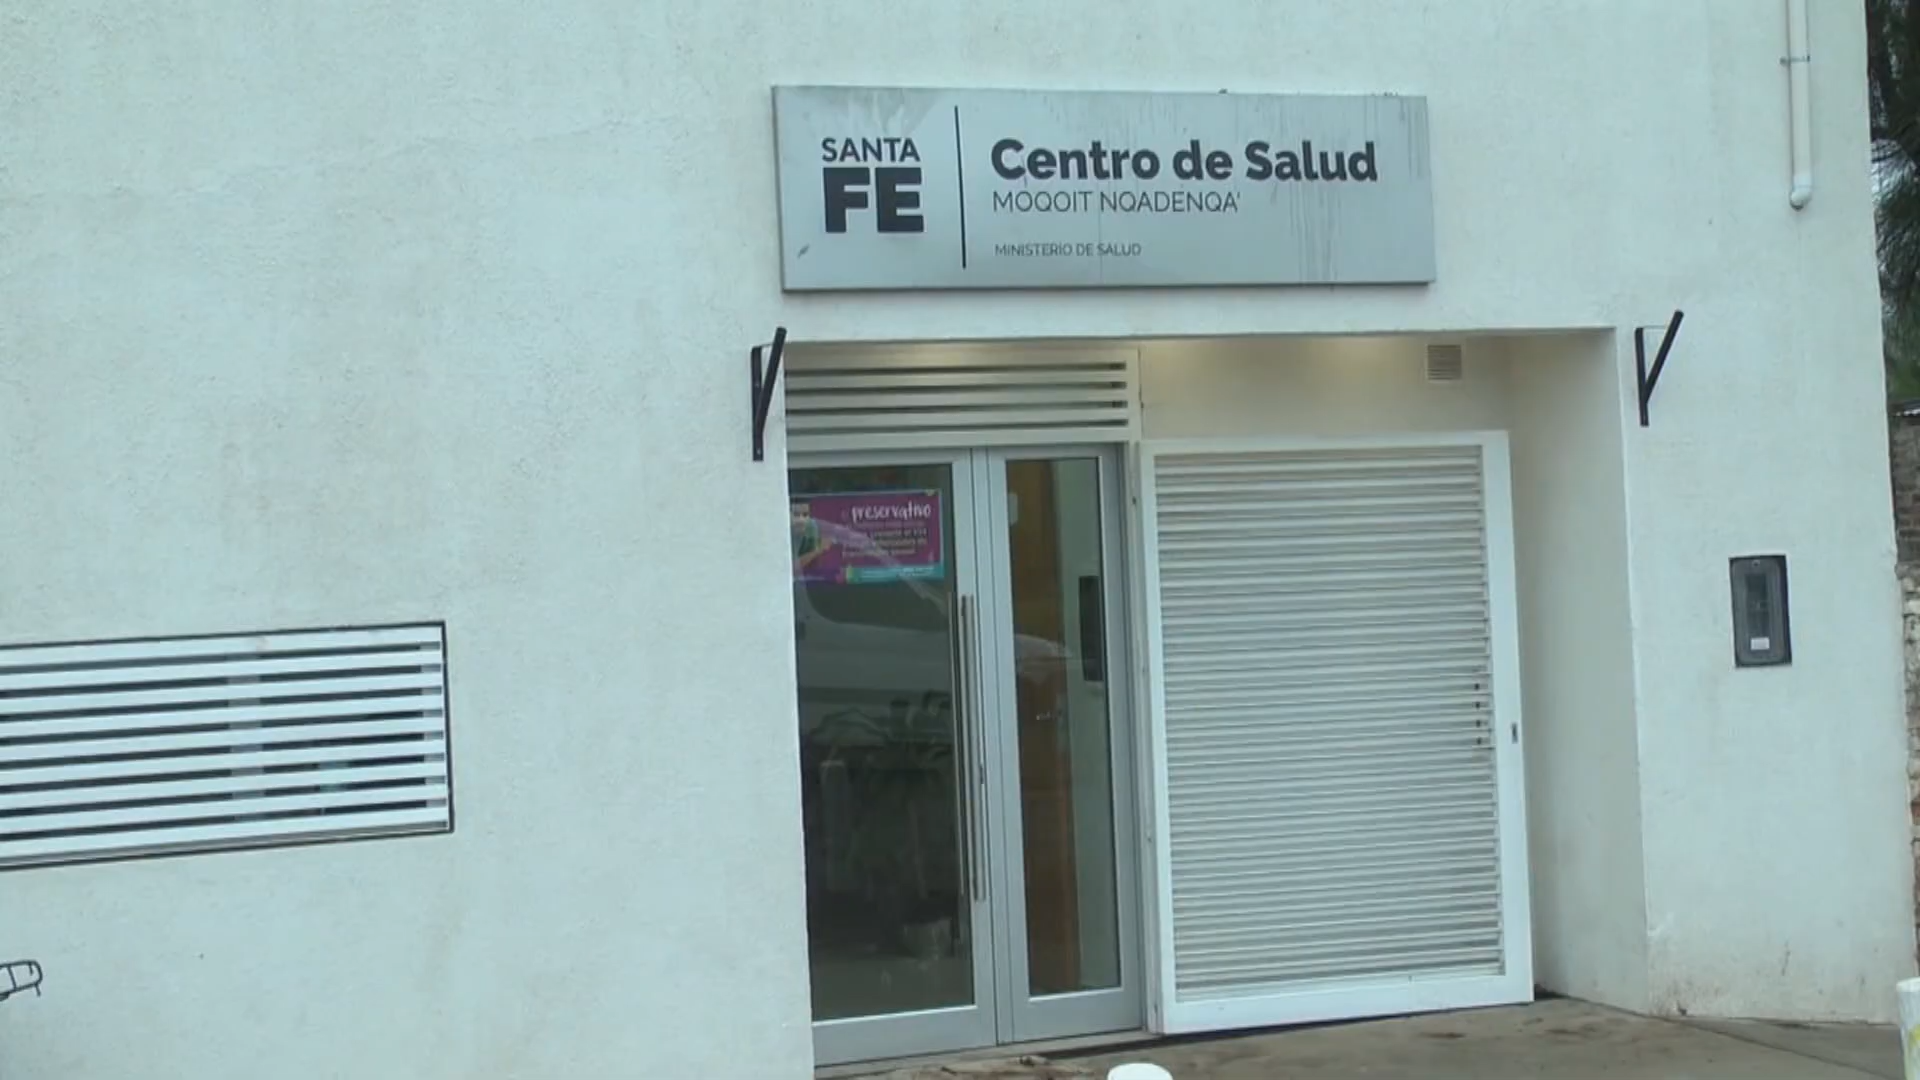 SANTA
FE
Centro de Salud
MOQOIT NQADENQA'
MINISTERIO DE SALUD
preservativo